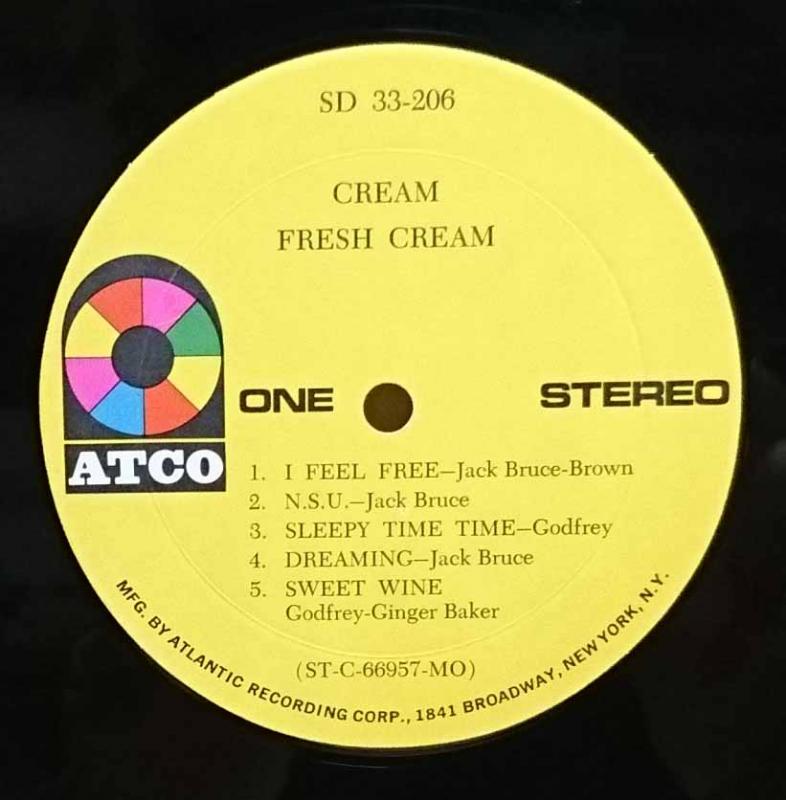 SD 33-206
CREAM
FRESH CREAM
ATCO
ONE
STEREO
1. I FEEL FREE—Jack Bruce-Brown
2. N.S.U.—Jack Bruce
3. SLEEPY TIME TIME—Godfrey
4. DREAMING—Jack Bruce
5. SWEET WINE
Godfrey-Ginger Baker
(ST-C-66957-MO)
MFG. BY ATLANTIC RECORDING CORP., 1841 BROADWAY, NEW YORK, N.Y.